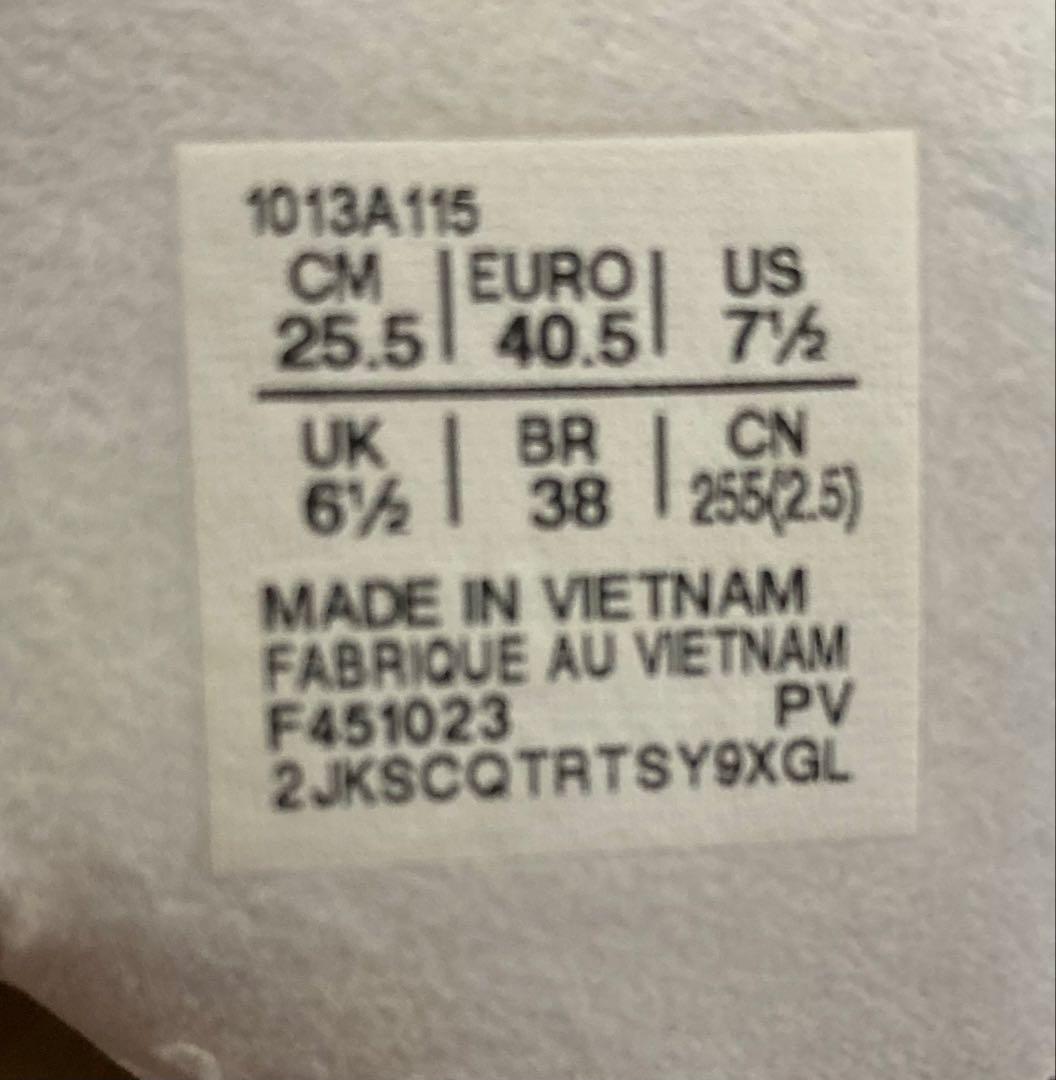 1013A115
CM | EURO | US
25.5 | 40.5 | 7½
UK | BR | CN
6½ | 38 | 255(2.5)
MADE IN VIETNAM
FABRIQUE AU VIETNAM
F451023 PV
2JKSCQTRTSY9XGL